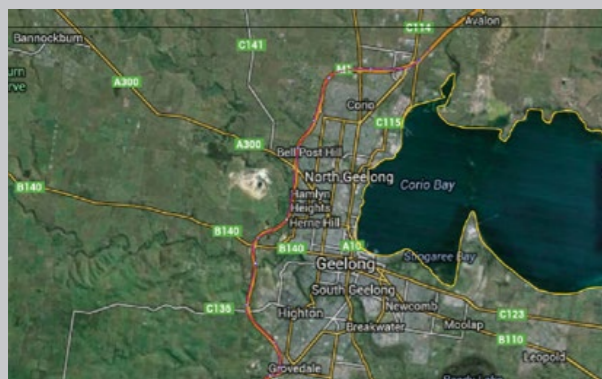 Avalon
C114
Bannockburn
C141
M1
A300
Corio
C115
A300
Bell Post Hill
North Geelong
Corio Bay
B140
Hamlyn
Heights
Herne Hill
B140
B140
A10
Stingaree Bay
Geelong
South Geelong
C135
Highton
Newcomb
C123
Breakwater
Moolap
B110
Leopold
Grovedale